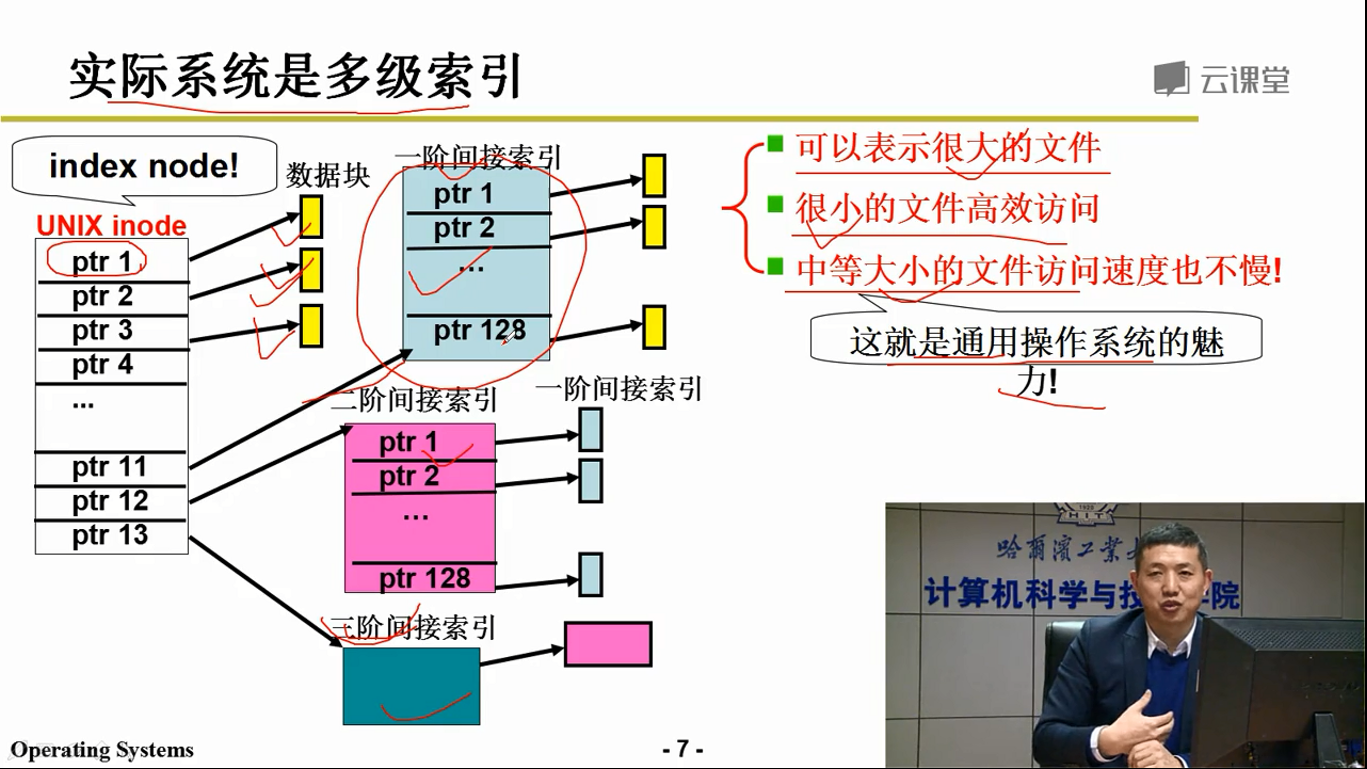 实际系统是多级索引
云课堂
index node!
数据块
UNIX inode
ptr 1
ptr 2
ptr 3
ptr 4
...
ptr 11
ptr 12
ptr 13
一阶间接索引
ptr 1
ptr 2
...
ptr 128
二阶间接索引
一阶间接索引
ptr 1
ptr 2
...
ptr 128
三阶间接索引
可以表示很大的文件
很小的文件高效访问
中等大小的文件访问速度也不慢!
这就是通用操作系统的魅
力!
1920
HIT
哈爾濱工業大
计算机科学与技 学院
Operating Systems
- 7 -